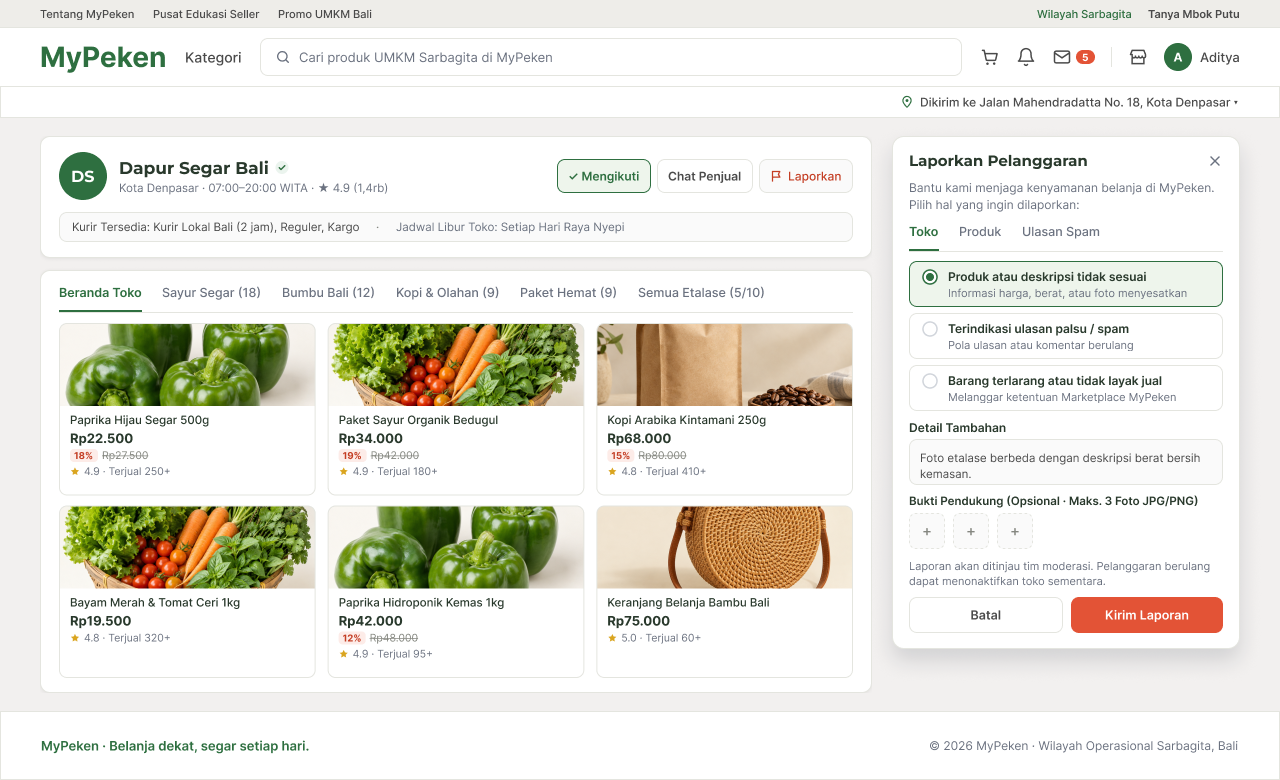 Tentang MyPeken Pusat Edukasi Seller Promo UMKM Bali Wilayah Sarbagita Tanya Mbok Putu
MyPeken Kategori Cari produk UMKM Sarbagita di MyPeken 5 A Aditya
Dikirim ke Jalan Mahendradatta No. 18, Kota Denpasar ▾
DS
Dapur Segar Bali ✓
Kota Denpasar · 07:00–20:00 WITA · ★ 4.9 (1,4rb)
✓ Mengikuti Chat Penjual Laporkan
Kurir Tersedia: Kurir Lokal Bali (2 jam), Reguler, Kargo · Jadwal Libur Toko: Setiap Hari Raya Nyepi
Beranda Toko Sayur Segar (18) Bumbu Bali (12) Kopi & Olahan (9) Paket Hemat (9) Semua Etalase (5/10)
Paprika Hijau Segar 500g
Rp22.500
18% Rp27.500
★ 4.9 · Terjual 250+
Paket Sayur Organik Bedugul
Rp34.000
19% Rp42.000
★ 4.9 · Terjual 180+
Kopi Arabika Kintamani 250g
Rp68.000
15% Rp80.000
★ 4.8 · Terjual 410+
Bayam Merah & Tomat Ceri 1kg
Rp19.500
★ 4.8 · Terjual 320+
Paprika Hidroponik Kemas 1kg
Rp42.000
12% Rp48.000
★ 4.9 · Terjual 95+
Keranjang Belanja Bambu Bali
Rp75.000
★ 5.0 · Terjual 60+
Laporkan Pelanggaran ✕
Bantu kami menjaga kenyamanan belanja di MyPeken.
Pilih hal yang ingin dilaporkan:
Toko Produk Ulasan Spam
Produk atau deskripsi tidak sesuai
Informasi harga, berat, atau foto menyesatkan
Terindikasi ulasan palsu / spam
Pola ulasan atau komentar berulang
Barang terlarang atau tidak layak jual
Melanggar ketentuan Marketplace MyPeken
Detail Tambahan
Foto etalase berbeda dengan deskripsi berat bersih
kemasan.
Bukti Pendukung (Opsional · Maks. 3 Foto JPG/PNG)
+ + +
Laporan akan ditinjau tim moderasi. Pelanggaran berulang
dapat menonaktifkan toko sementara.
Batal Kirim Laporan
MyPeken · Belanja dekat, segar setiap hari. © 2026 MyPeken · Wilayah Operasional Sarbagita, Bali